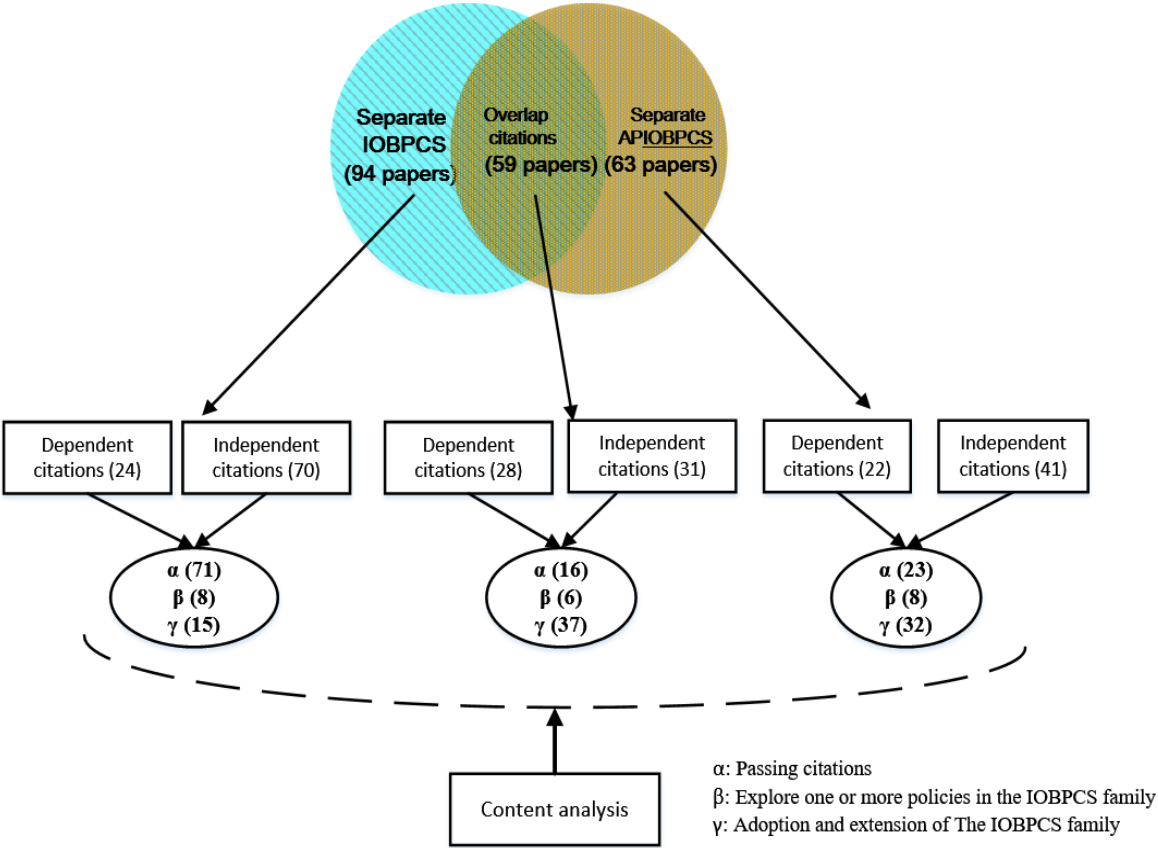 Separate
IOBPCS
(94 papers)
Overlap
citations
(59 papers)
Separate
APIOBPCS
(63 papers)
Dependent
citations (24)
Independent
citations (70)
Dependent
citations (28)
Independent
citations (31)
Dependent
citations (22)
Independent
citations (41)
α (71)
β (8)
γ (15)
α (16)
β (6)
γ (37)
α (23)
β (8)
γ (32)
Content analysis
α: Passing citations
β: Explore one or more policies in the IOBPCS family
γ: Adoption and extension of The IOBPCS family